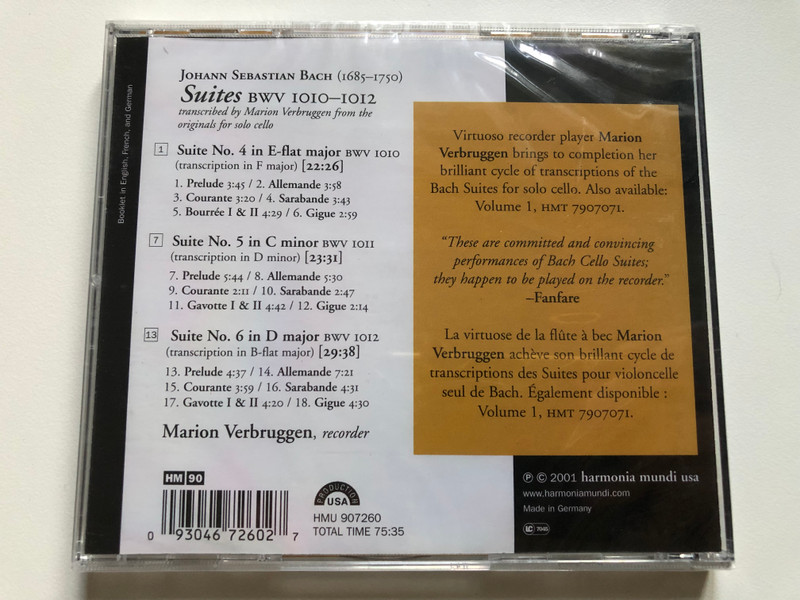 Booklet in English, French, and German
Johann Sebastian Bach (1685–1750)
Suites BWV 1010–1012
transcribed by Marion Verbruggen from the
originals for solo cello
1 Suite No. 4 in E-flat major BWV 1010
(transcription in F major) [22:26]
1. Prelude 3:45 / 2. Allemande 3:58
3. Courante 3:20 / 4. Sarabande 3:43
5. Bourrée I & II 4:29 / 6. Gigue 2:59
7 Suite No. 5 in C minor BWV 1011
(transcription in D minor) [23:31]
7. Prelude 5:44 / 8. Allemande 5:30
9. Courante 2:11 / 10. Sarabande 2:47
11. Gavotte I & II 4:42 / 12. Gigue 2:14
13 Suite No. 6 in D major BWV 1012
(transcription in B-flat major) [29:38]
13. Prelude 4:37 / 14. Allemande 7:21
15. Courante 3:59 / 16. Sarabande 4:31
17. Gavotte I & II 4:20 / 18. Gigue 4:30
Marion Verbruggen, recorder
Virtuoso recorder player Marion
Verbruggen brings to completion her
brilliant cycle of transcriptions of the
Bach Suites for solo cello. Also available:
Volume 1, HMT 7907071.
“These are committed and convincing
performances of Bach Cello Suites;
they happen to be played on the recorder.”
–Fanfare
La virtuose de la flûte à bec Marion
Verbruggen achève son brillant cycle de
transcriptions des Suites pour violoncelle
seul de Bach. Également disponible :
Volume 1, HMT 7907071.
HM 90
0 93046 72602 7
PRODUCTION
USA
HMU 907260
TOTAL TIME 75:35
℗ © 2001 harmonia mundi usa
www.harmoniamundi.com
Made in Germany
LC 7045